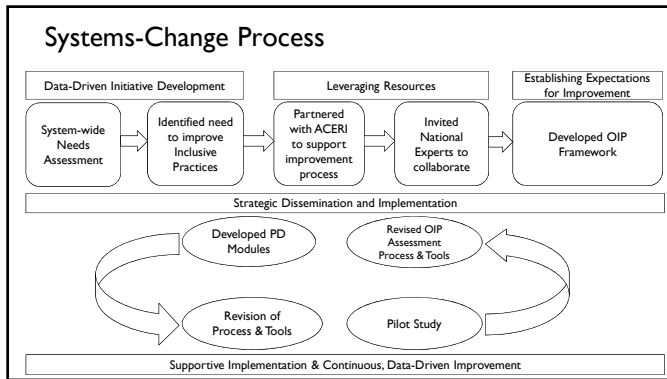 Systems-Change Process
Data-Driven Initiative Development
Leveraging Resources
Establishing Expectations
for Improvement
System-wide
Needs
Assessment
Identified need
to improve
Inclusive
Practices
Partnered
with ACERI
to support
improvement
process
Invited
National
Experts to
collaborate
Developed OIP
Framework
Strategic Dissemination and Implementation
Developed PD
Modules
Revised OIP
Assessment
Process & Tools
Revision of
Process & Tools
Pilot Study
Supportive Implementation & Continuous, Data-Driven Improvement